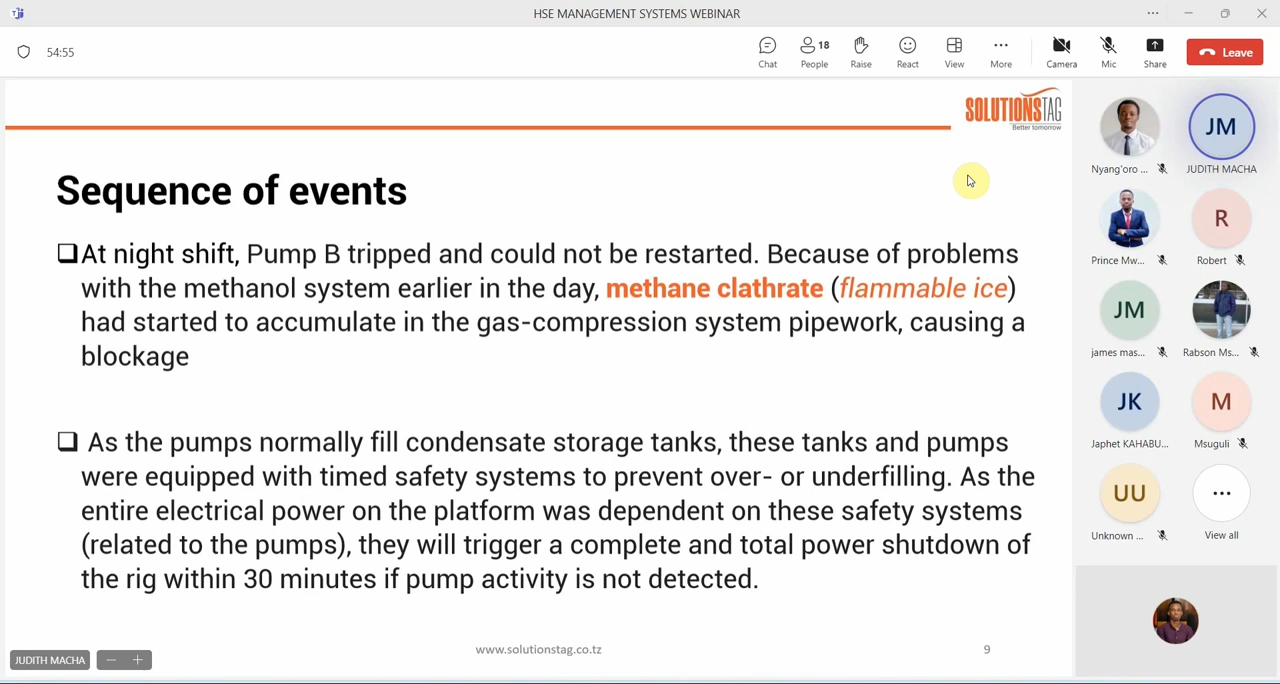 HSE MANAGEMENT SYSTEMS WEBINAR
54:55
Chat
People
18
Raise
React
View
More
Camera
Mic
Share
Leave
SOLUTIONSTAG
Better tomorrow
Sequence of events
At night shift, Pump B tripped and could not be restarted. Because of problems
with the methanol system earlier in the day, methane clathrate (flammable ice)
had started to accumulate in the gas-compression system pipework, causing a
blockage
As the pumps normally fill condensate storage tanks, these tanks and pumps
were equipped with timed safety systems to prevent over- or underfilling. As the
entire electrical power on the platform was dependent on these safety systems
(related to the pumps), they will trigger a complete and total power shutdown of
the rig within 30 minutes if pump activity is not detected.
www.solutionstag.co.tz
9
JUDITH MACHA
Nyang'oro ...
JM
JUDITH MACHA
Prince Mw...
R
Robert
JM
james mas...
Rabson Ms...
JK
Japhet KAHABU...
M
Msuguli
UU
Unknown ...
View all